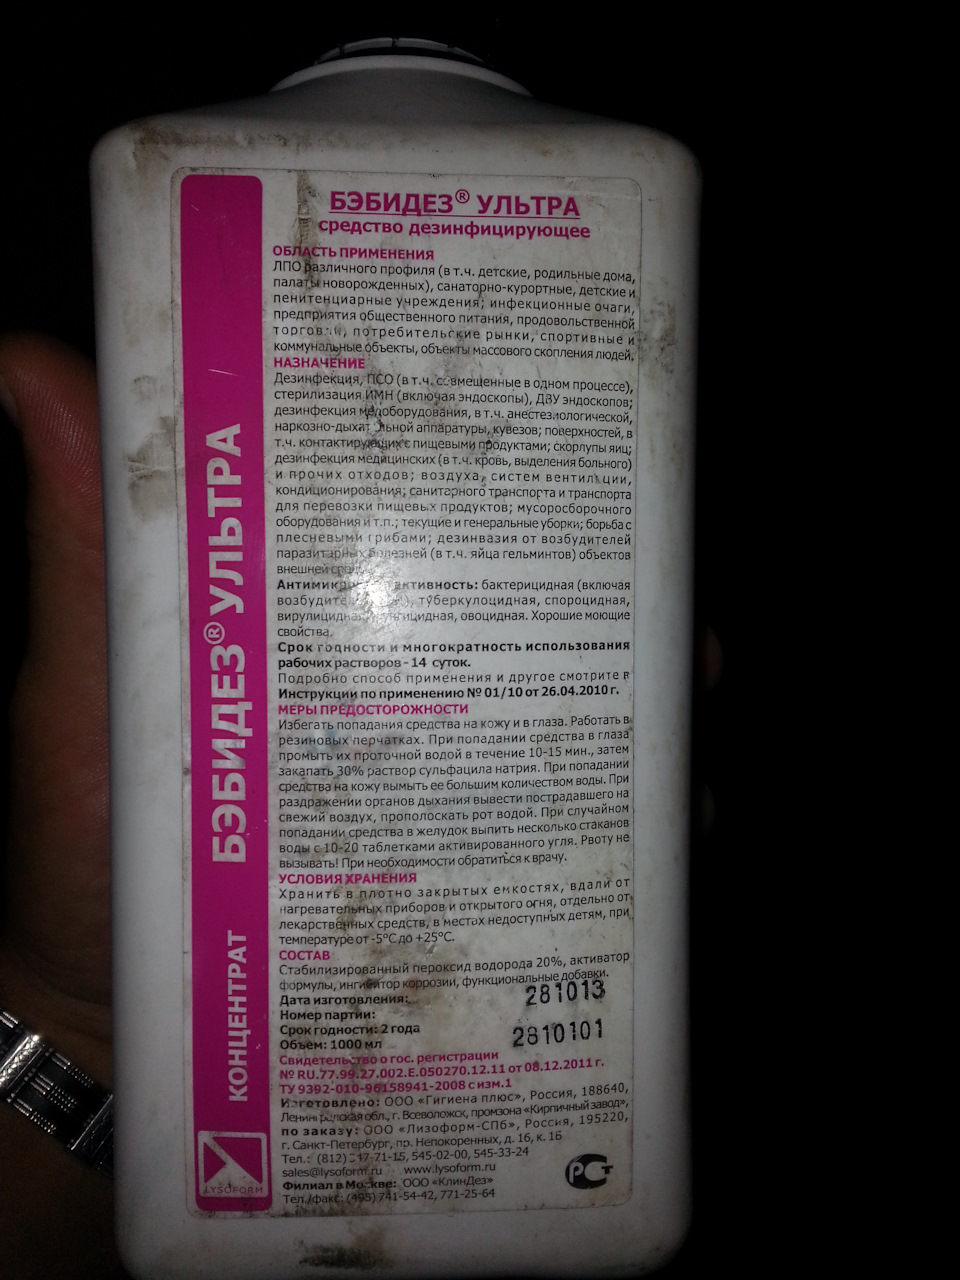 БЭБИДЕЗ® УЛЬТРА
средство дезинфицирующее
ОБЛАСТЬ ПРИМЕНЕНИЯ
ЛПО различного профиля (в т.ч. детские, родильные дома,
палаты новорожденных), санаторно-курортные, детские и
пенитенциарные учреждения; инфекционные очаги,
предприятия общественного питания, продовольственной
торговли, потребительские рынки, спортивные и
коммунальные объекты, объекты массового скопления людей.
НАЗНАЧЕНИЕ
Дезинфекция, ПСО (в т.ч. совмещенные в одном процессе),
стерилизация ИМН (включая эндоскопы), ДВУ эндоскопов;
дезинфекция медоборудования, в т.ч. анестезиологической,
наркозно-дыхательной аппаратуры, кувезов; поверхностей, в
т.ч. контактирующих с пищевыми продуктами; скорлупы яиц;
дезинфекция медицинских (в т.ч. кровь, выделения больного)
и прочих отходов; воздуха, систем вентиляции,
кондиционирования; санитарного транспорта и транспорта
для перевозки пищевых продуктов; мусоросборочного
оборудования и т.п.; текущие и генеральные уборки; борьба с
плесневыми грибами; дезинвазия от возбудителей
паразитарных болезней (в т.ч. яйца гельминтов) объектов
внешней
активность: бактерицидная (включая
туберкулоцидная, спороцидная,
вирулицидная, овоцидная. Хорошие моющие
свойства.
Срок годности и многократность использования
рабочих растворов - 14 суток.
Подробно способ применения и другое смотрите в
Инструкции по применению № 01/10 от 26.04.2010 г.
МЕРЫ ПРЕДОСТОРОЖНОСТИ
Избегать попадания средства на кожу и в глаза. Работать в
резиновых перчатках. При попадании средства в глаза
промыть их проточной водой в течение 10-15 мин., затем
закапать 30% раствор сульфацила натрия. При попадании
средства на кожу вымыть ее большим количеством воды. При
раздражении органов дыхания вывести пострадавшего на
свежий воздух, прополоскать рот водой. При случайном
попадании средства в желудок выпить несколько стаканов
воды с 10-20 таблетками активированного угля. Рвоту не
вызывать! При необходимости обратиться к врачу.
УСЛОВИЯ ХРАНЕНИЯ
Хранить в плотно закрытых емкостях, вдали от
нагревательных приборов и открытого огня, отдельно от
лекарственных средств, в местах недоступных детям, при
температуре от -5°С до +25°С.
СОСТАВ
Стабилизированный пероксид водорода 20%, активатор
формулы, ингибитор коррозии, функциональные добавки.
Дата изготовления: 281013
Номер партии:
Срок годности: 2 года 2810101
Объем: 1000 мл
Свидетельство о гос. регистрации
№ RU.77.99.27.002.Е.050270.12.11 от 08.12.2011 г.
ТУ 9392-010-96158941-2008 с изм.1
Изготовлено: ООО «Гигиена плюс», Россия, 188640,
Ленинградская обл., г. Всеволожск, промзона «Кирпичный завод»,
по заказу: ООО «Лизоформ-СПб», Россия, 195220,
г. Санкт-Петербург, пр. Непокоренных, д. 16, к. 1б
Тел.: (812) 545-02-00, 545-33-24
sales@lysoform.ru www.lysoform.ru
Филиал в Москве: ООО «КлинДез»
Тел./факс: (495) 741-54-42, 771-25-64
КОНЦЕНТРАТ БЭБИДЕЗ® УЛЬТРА
LYSOFORM
РСТ